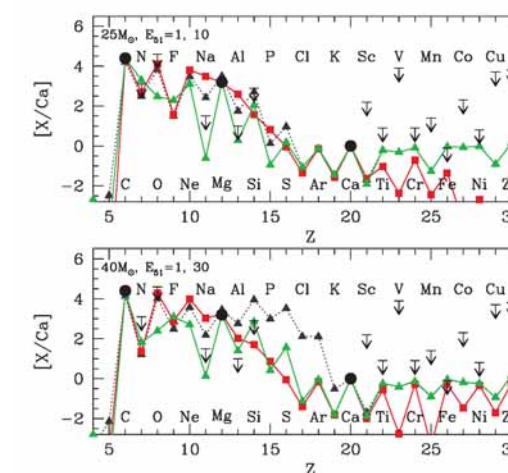 25M⊙, E51=1, 10
N F Na Al P Cl K Sc V Mn Co Cu
6
4
2
0
−2
[X/Ca]
C O Ne Mg Si S Ar Ca Ti Cr Fe Ni Z
5 10 15 20 25 3
Z
40M⊙, E51=1, 30
N F Na Al P Cl K Sc V Mn Co Cu
6
4
2
0
−2
[X/Ca]
C O Ne Mg Si S Ar Ca Ti Cr Fe Ni Z
5 10 15 20 25 3
Z